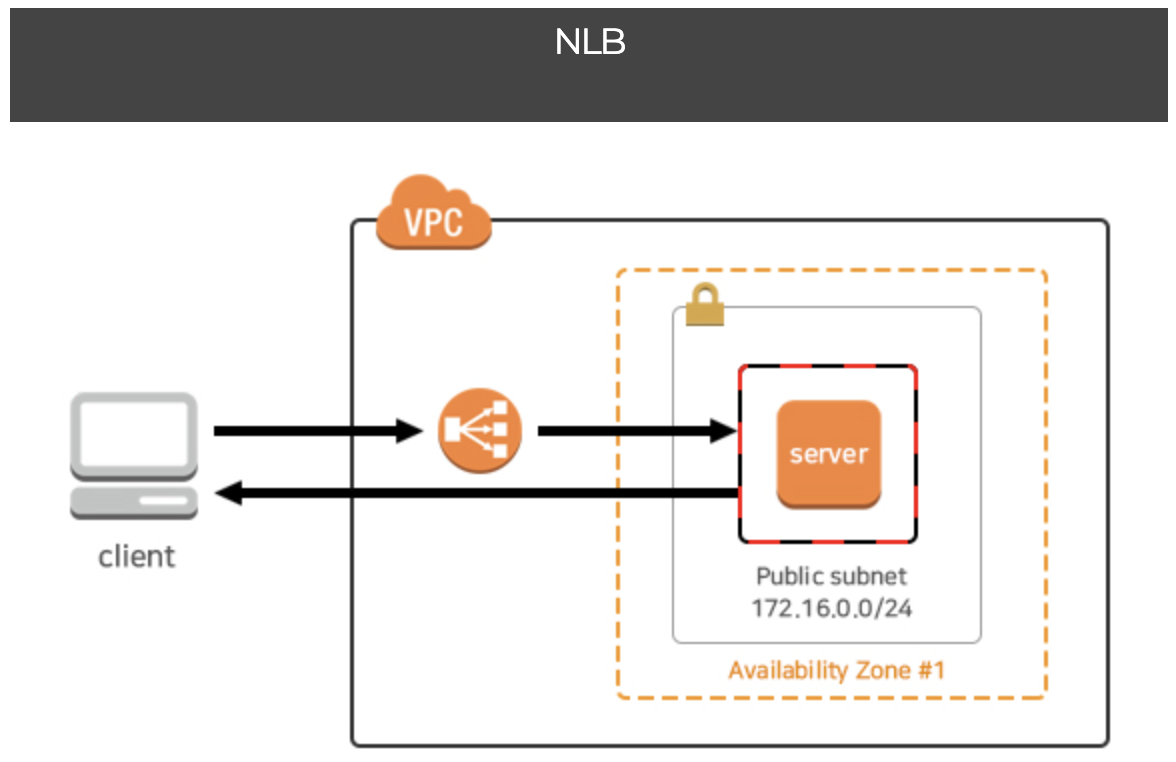 NLB
VPC
server
client
Public subnet
172.16.0.0/24
Availability Zone #1